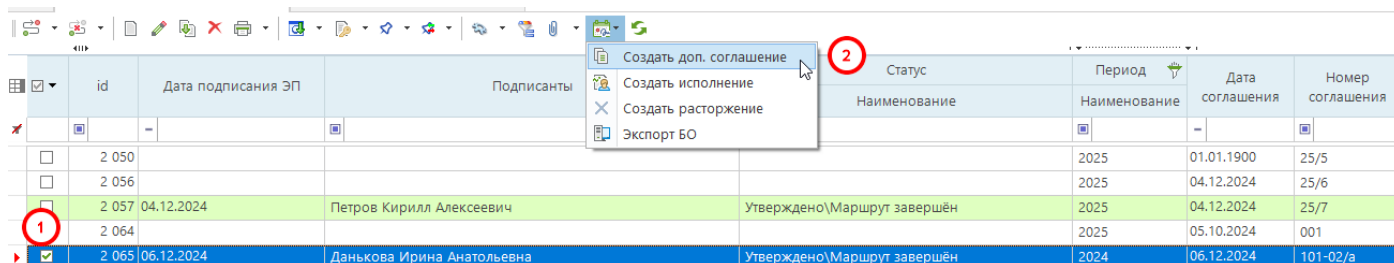 Создать доп. соглашение
2
Создать исполнение
Создать расторжение
Экспорт БО
id
Дата подписания ЭП
Подписанты
Статус
Наименование
Период
Наименование
Дата соглашения
Номер соглашения
2 050 2025 01.01.1900 25/5
2 056 2025 04.12.2024 25/6
2 057 04.12.2024 Петров Кирилл Алексеевич Утверждено\Маршрут завершён 2025 04.12.2024 25/7
1
2 064 2025 05.10.2024 001
2 065 06.12.2024 Данькова Ирина Анатольевна Утверждено\Маршрут завершён 2024 06.12.2024 101-02/а